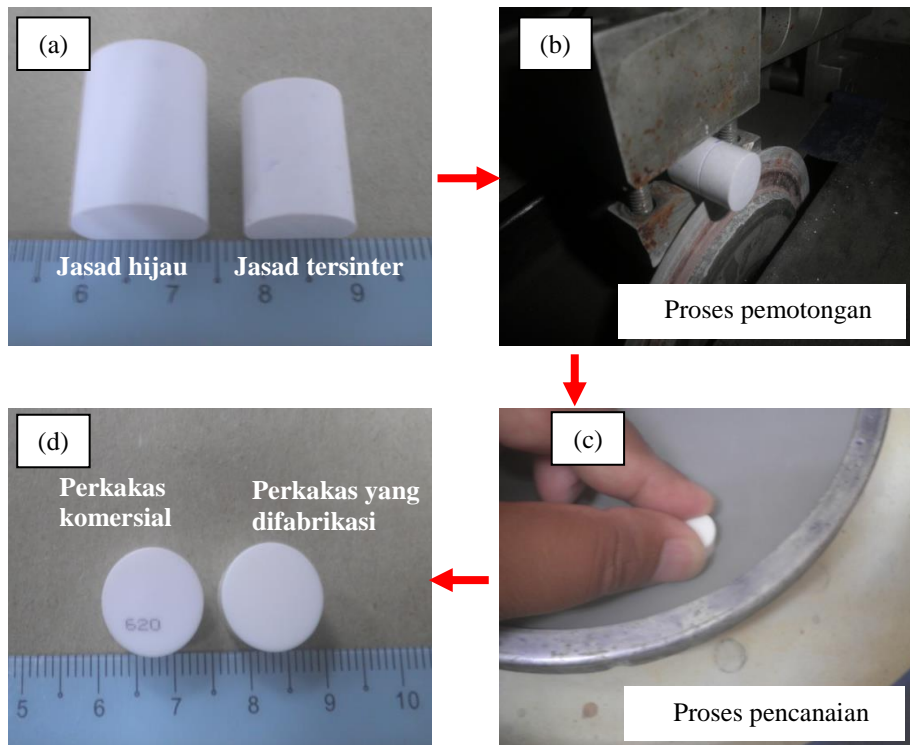 (a)
Jasad hijau
Jasad tersinter
6 7 8 9
(b)
Proses pemotongan
(d)
Perkakas
komersial
Perkakas yang
difabrikasi
620
5 6 7 8 9 10
(c)
Proses pencanaian